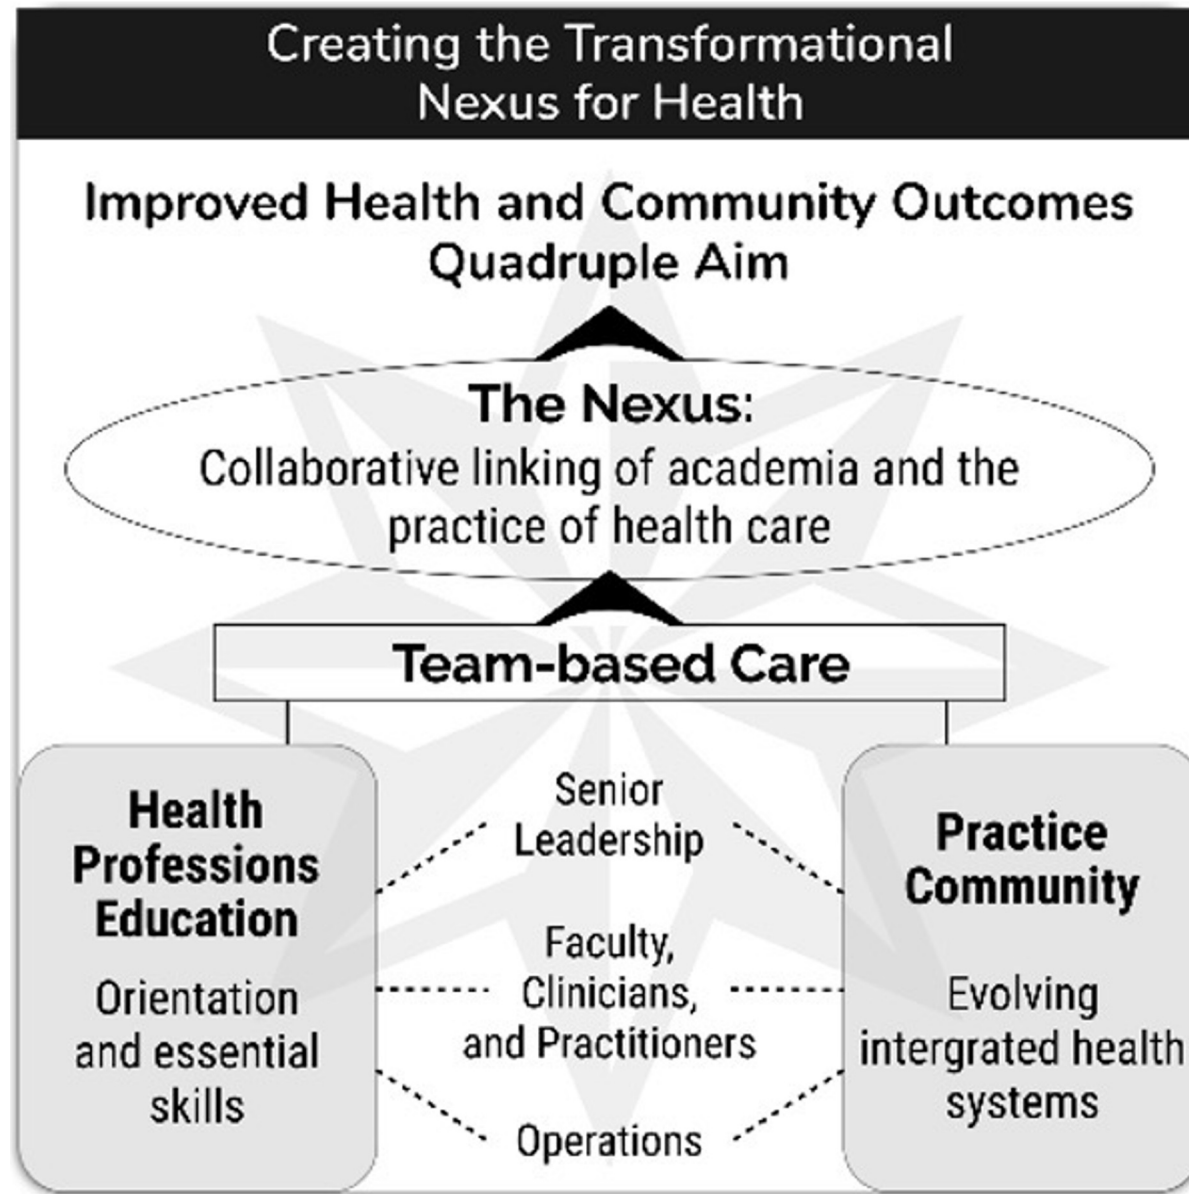 Creating the Transformational
Nexus for Health
Improved Health and Community Outcomes
Quadruple Aim
The Nexus:
Collaborative linking of academia and the
practice of health care
Team-based Care
Health
Professions
Education
Orientation
and essential
skills
Senior
Leadership
Faculty,
Clinicians,
and Practitioners
Operations
Practice
Community
Evolving
intergrated health
systems